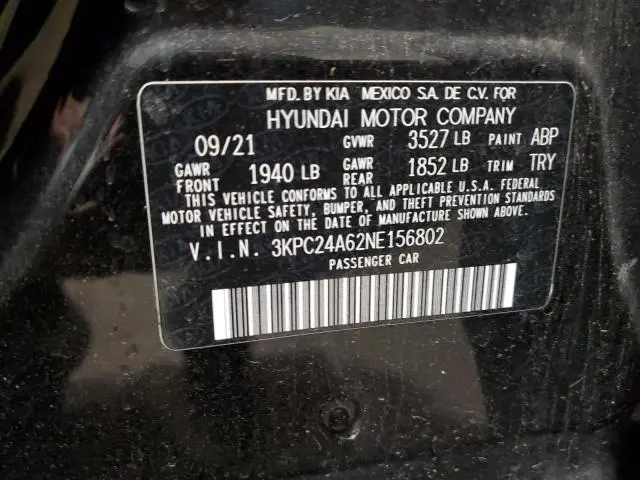 MFD. BY KIA MEXICO S.A. DE C.V. FOR
HYUNDAI MOTOR COMPANY
09/21 GVWR 3527 LB PAINT ABP
GAWR FRONT 1940 LB GAWR REAR 1852 LB TRIM TRY
THIS VEHICLE CONFORMS TO ALL APPLICABLE U.S.A. FEDERAL
MOTOR VEHICLE SAFETY, BUMPER, AND THEFT PREVENTION STANDARDS
IN EFFECT ON THE DATE OF MANUFACTURE SHOWN ABOVE.
V.I.N. 3KPC24A62NE156802
PASSENGER CAR